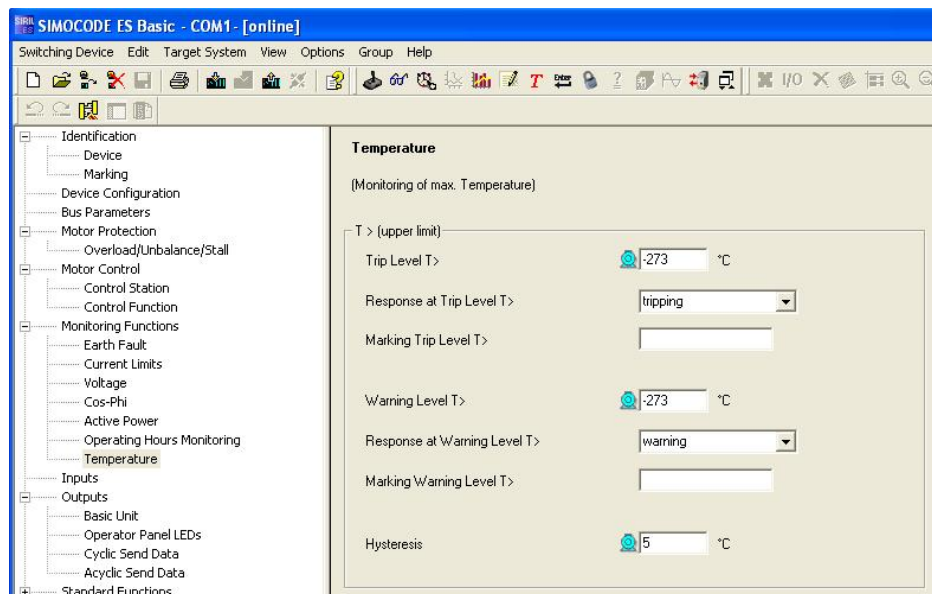 SIMOCODE ES Basic - COM1- [online]
Switching Device Edit Target System View Options Group Help
Identification
Device
Marking
Device Configuration
Bus Parameters
Motor Protection
Overload/Unbalance/Stall
Motor Control
Control Station
Control Function
Monitoring Functions
Earth Fault
Current Limits
Voltage
Cos-Phi
Active Power
Operating Hours Monitoring
Temperature
Inputs
Outputs
Basic Unit
Operator Panel LEDs
Cyclic Send Data
Acyclic Send Data
Standard Functions
Temperature
(Monitoring of max. Temperature)
T > (upper limit)
Trip Level T> -273 °C
Response at Trip Level T> tripping
Marking Trip Level T>
Warning Level T> -273 °C
Response at Warning Level T> warning
Marking Warning Level T>
Hysteresis 5 °C